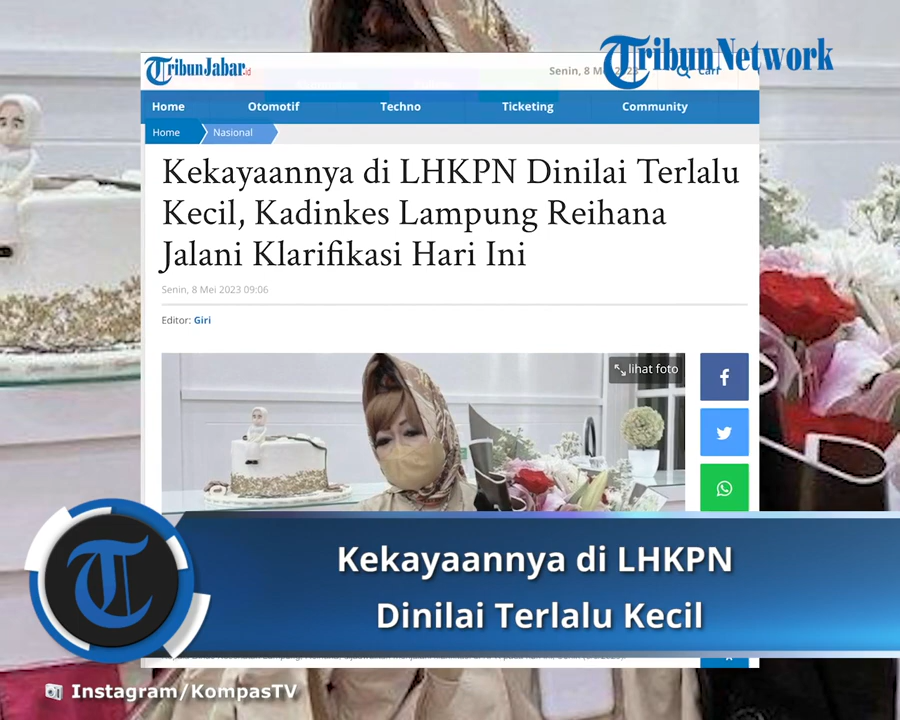 TribunNetwork
TribunJabar.id
Senin, 8 M
Cari
Home Otomotif Techno Ticketing Community
Home Nasional
Kekayaannya di LHKPN Dinilai Terlalu
Kecil, Kadinkes Lampung Reihana
Jalani Klarifikasi Hari Ini
Senin, 8 Mei 2023 09:06
Editor: Giri
lihat foto
Kekayaannya di LHKPN
Dinilai Terlalu Kecil
Instagram/KompasTV